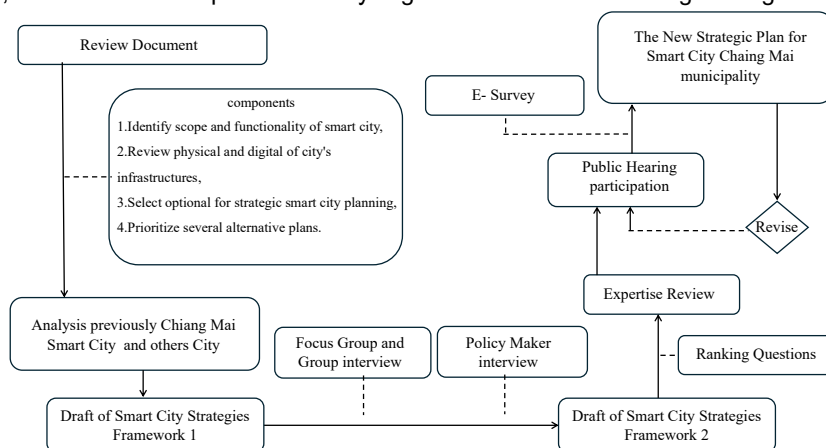 Review Document
components
1.Identify scope and functionality of smart city,
2.Review physical and digital of city's
infrastructures,
3.Select optional for strategic smart city planning,
4.Prioritize several alternative plans.
Analysis previously Chiang Mai
Smart City and others City
Draft of Smart City Strategies
Framework 1
Focus Group and
Group interview
Policy Maker
interview
Draft of Smart City Strategies
Framework 2
Ranking Questions
Expertise Review
Public Hearing
participation
E- Survey
The New Strategic Plan for
Smart City Chaing Mai
municipality
Revise